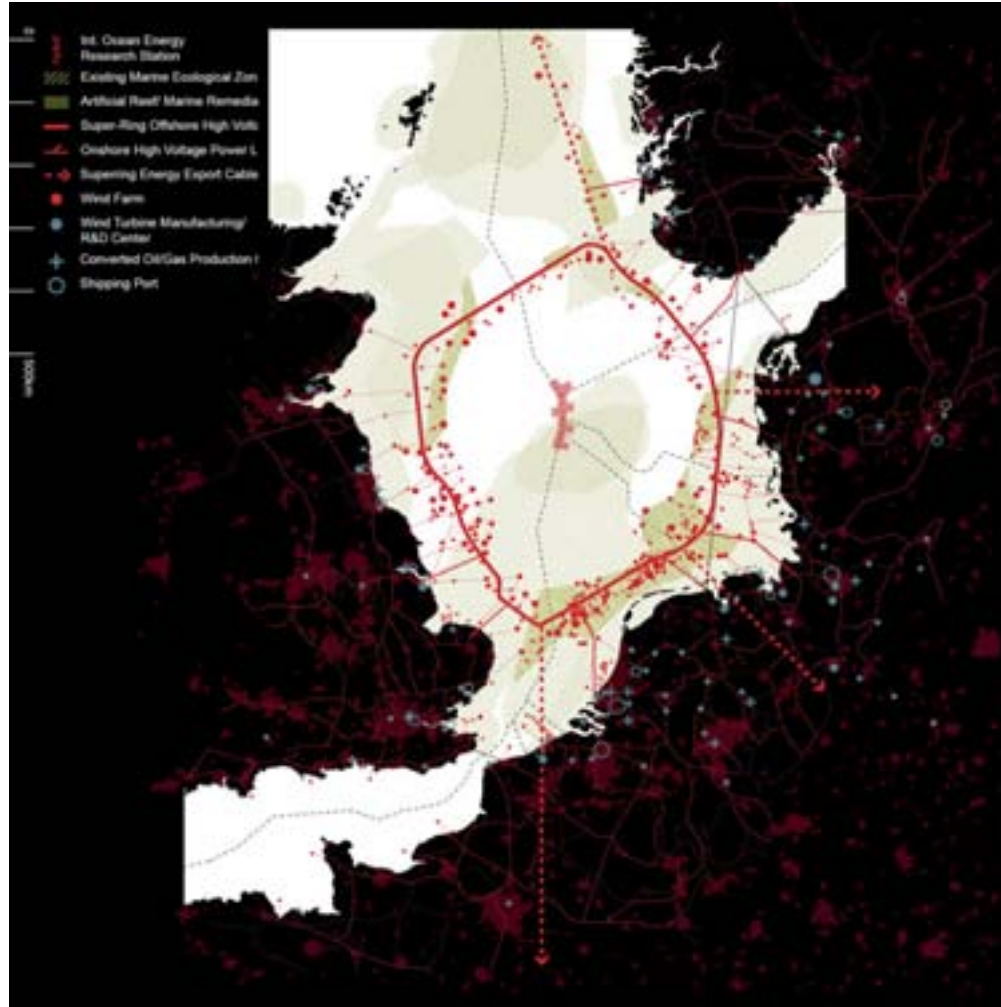 Int. Ocean Energy
Research Station
Existing Marine Ecological Zon
Artificial Reef/ Marine Remedia
Super-Ring Offshore High Volta
Onshore High Voltage Power L
Superring Energy Export Cable
Wind Farm
Wind Turbine Manufacturing/
R&D Center
Converted Oil/Gas Production
Shipping Port